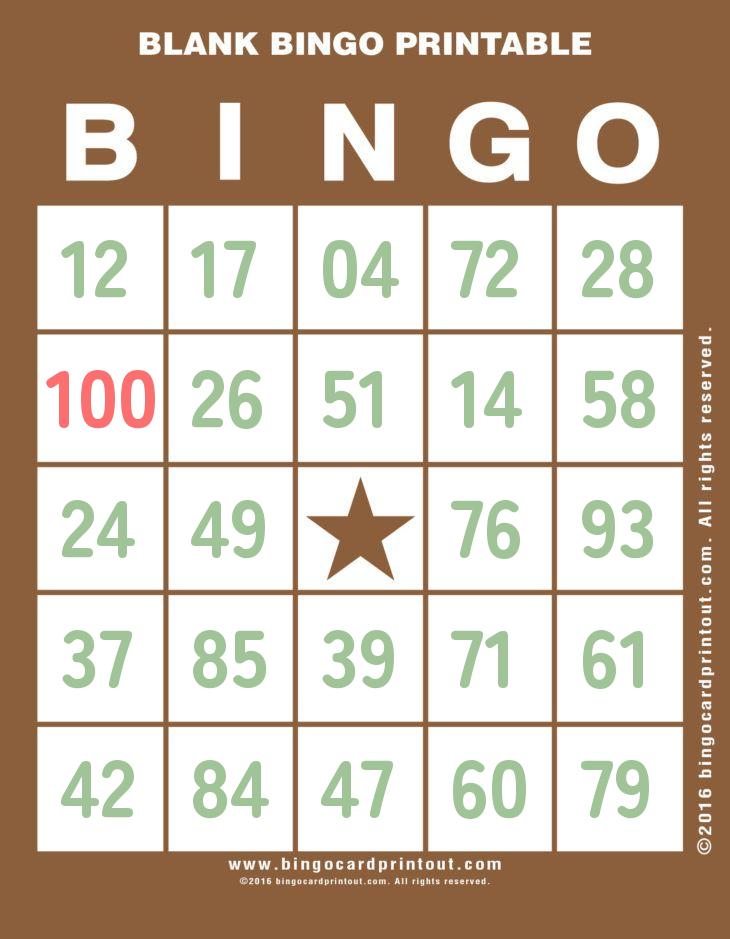 BLANK BINGO PRINTABLE
B I N G O
12 17 04 72 28
100 26 51 14 58
24 49 76 93
37 85 39 71 61
42 84 47 60 79
www.bingocardprintout.com
©2016 bingocardprintout.com. All rights reserved.
©2016 bingocardprintout.com. All rights reserved.